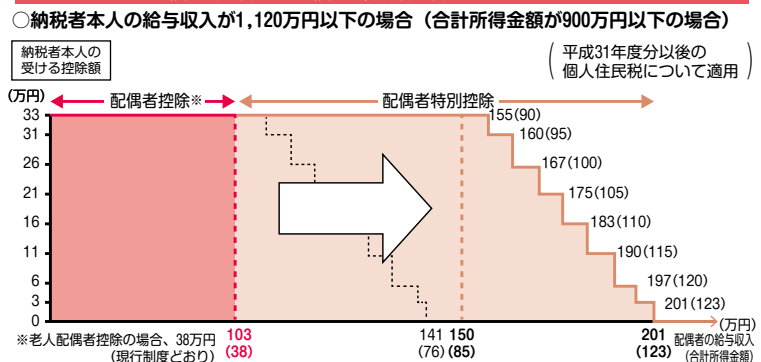 ○納税者本人の給与収入が1,120万円以下の場合（合計所得金額が900万円以下の場合）
納税者本人の
受ける控除額
（平成31年度分以後の
個人住民税について適用）
(万円)
配偶者控除※
配偶者特別控除
33
31
26
21
16
11
6
3
0
155(90)
160(95)
167(100)
175(105)
183(110)
190(115)
197(120)
201(123)
(万円)
※老人配偶者控除の場合、38万円
（現行制度どおり）
103
(38)
141
(76)
150
(85)
201
(123)
配偶者の給与収入
(合計所得金額)